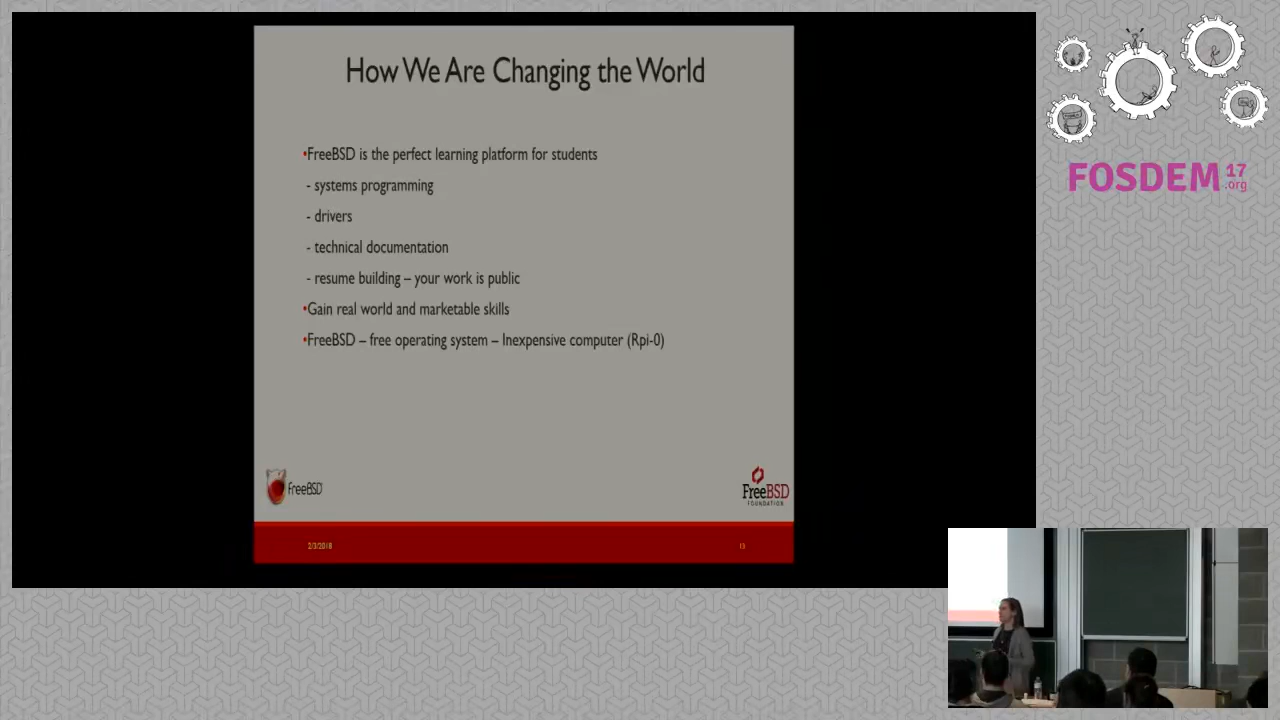 How We Are Changing the World
•FreeBSD is the perfect learning platform for students
- systems programming
- drivers
- technical documentation
- resume building – your work is public
•Gain real world and marketable skills
•FreeBSD – free operating system – Inexpensive computer (Rpi-0)
FreeBSD
FreeBSD
FOUNDATION
2/3/2018
13
FOSDEM 17
.org